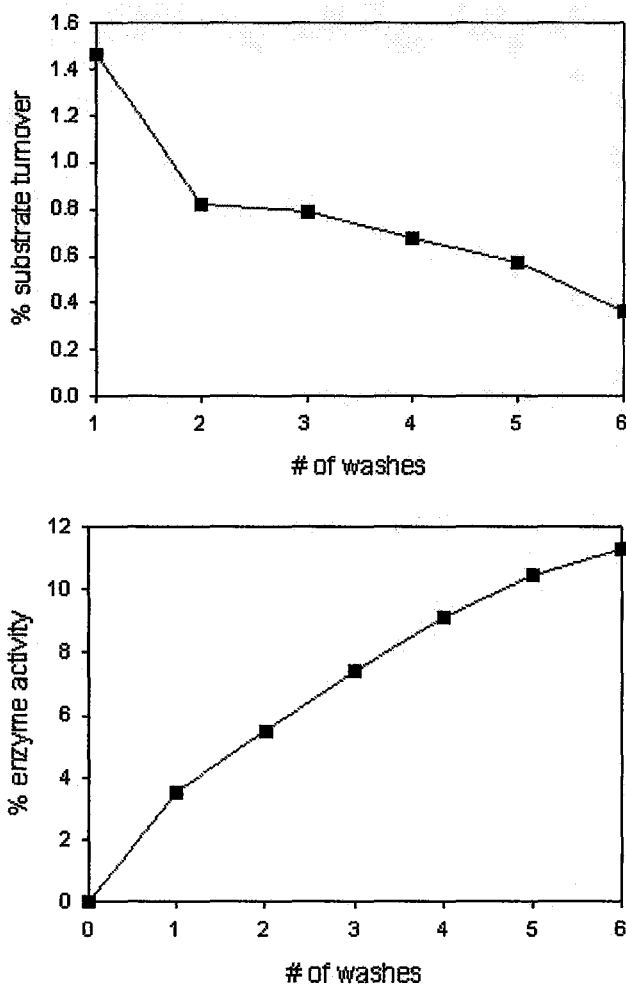 1.6
1.4
1.2
1.0
0.8
0.6
0.4
0.2
0.0
% substrate turnover
1 2 3 4 5 6
# of washes
12
10
8
6
4
2
0
% enzyme activity
0 1 2 3 4 5 6
# of washes